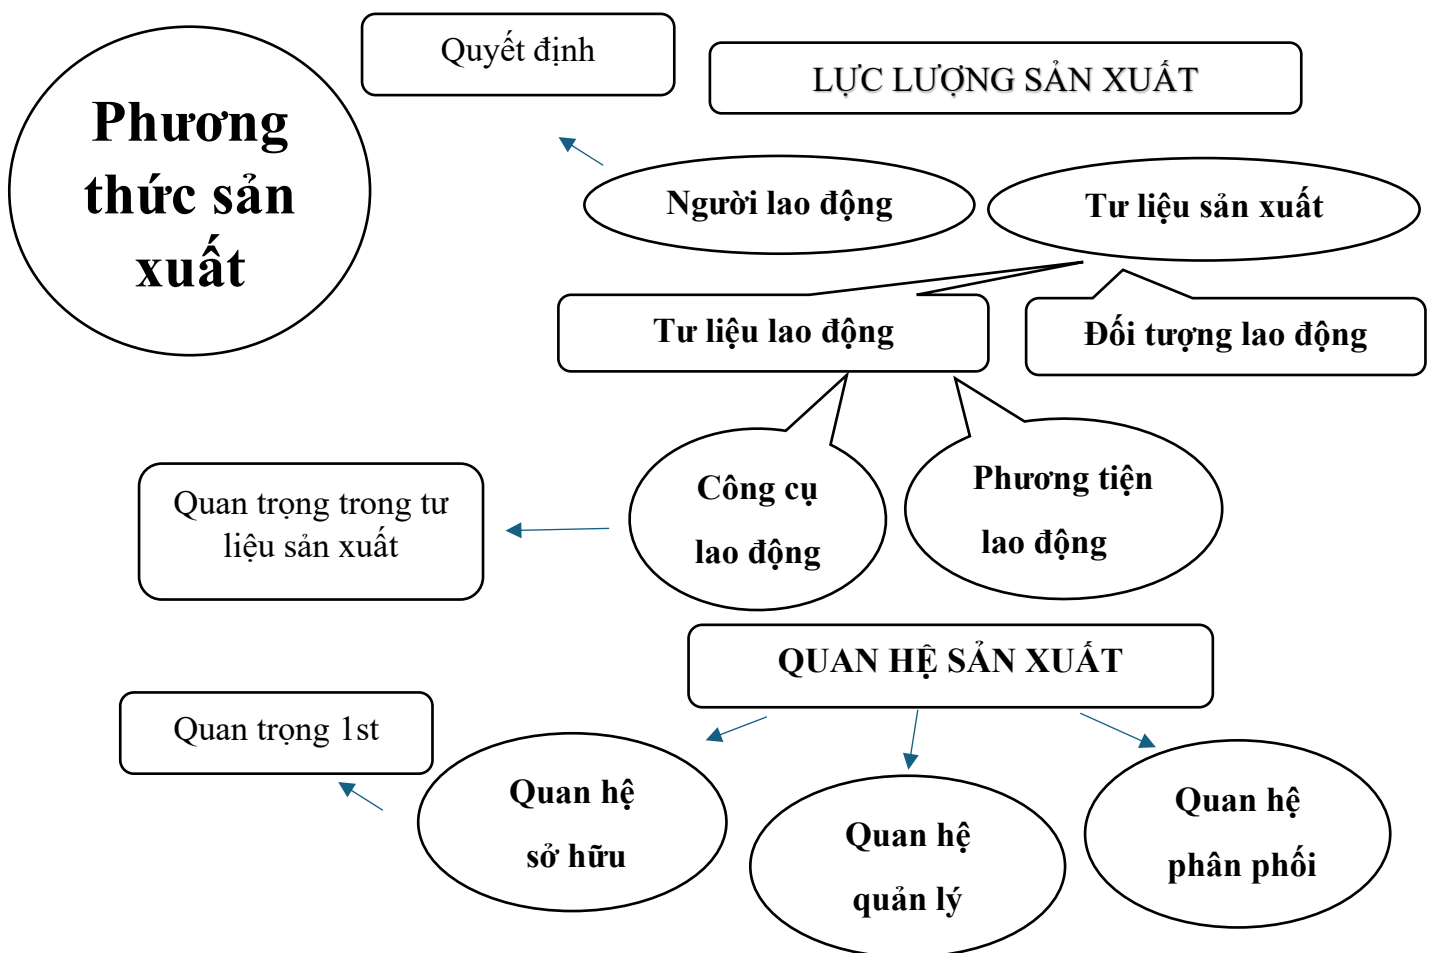 Quyết định
LỰC LƯỢNG SẢN XUẤT
Phương
thức sản
xuất
Người lao động
Tư liệu sản xuất
Tư liệu lao động
Đối tượng lao động
Công cụ
lao động
Phương tiện
lao động
Quan trọng trong tư
liệu sản xuất
QUAN HỆ SẢN XUẤT
Quan trọng 1st
Quan hệ
sở hữu
Quan hệ
quản lý
Quan hệ
phân phối